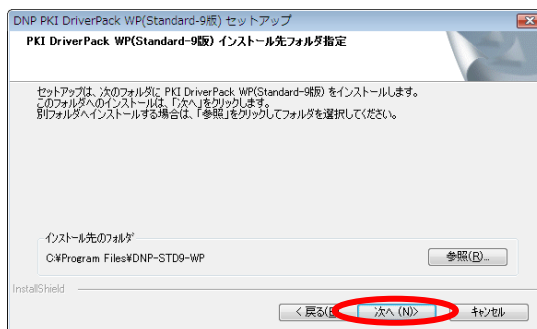 DNP PKI DriverPack WP(Standard-9版) セットアップ
PKI DriverPack WP(Standard-9版) インストール先フォルダ指定
セットアップは、次のフォルダに PKI DriverPack WP(Standard-9版) をインストールします。
このフォルダへのインストールは、「次へ」をクリックします。
別フォルダへインストールする場合は、「参照」をクリックしてフォルダを選択してください。
インストール先のフォルダ
C:¥Program Files¥DNP-STD9-WP
参照(R)...
InstallShield
< 戻る( 次へ (N)> キャンセル